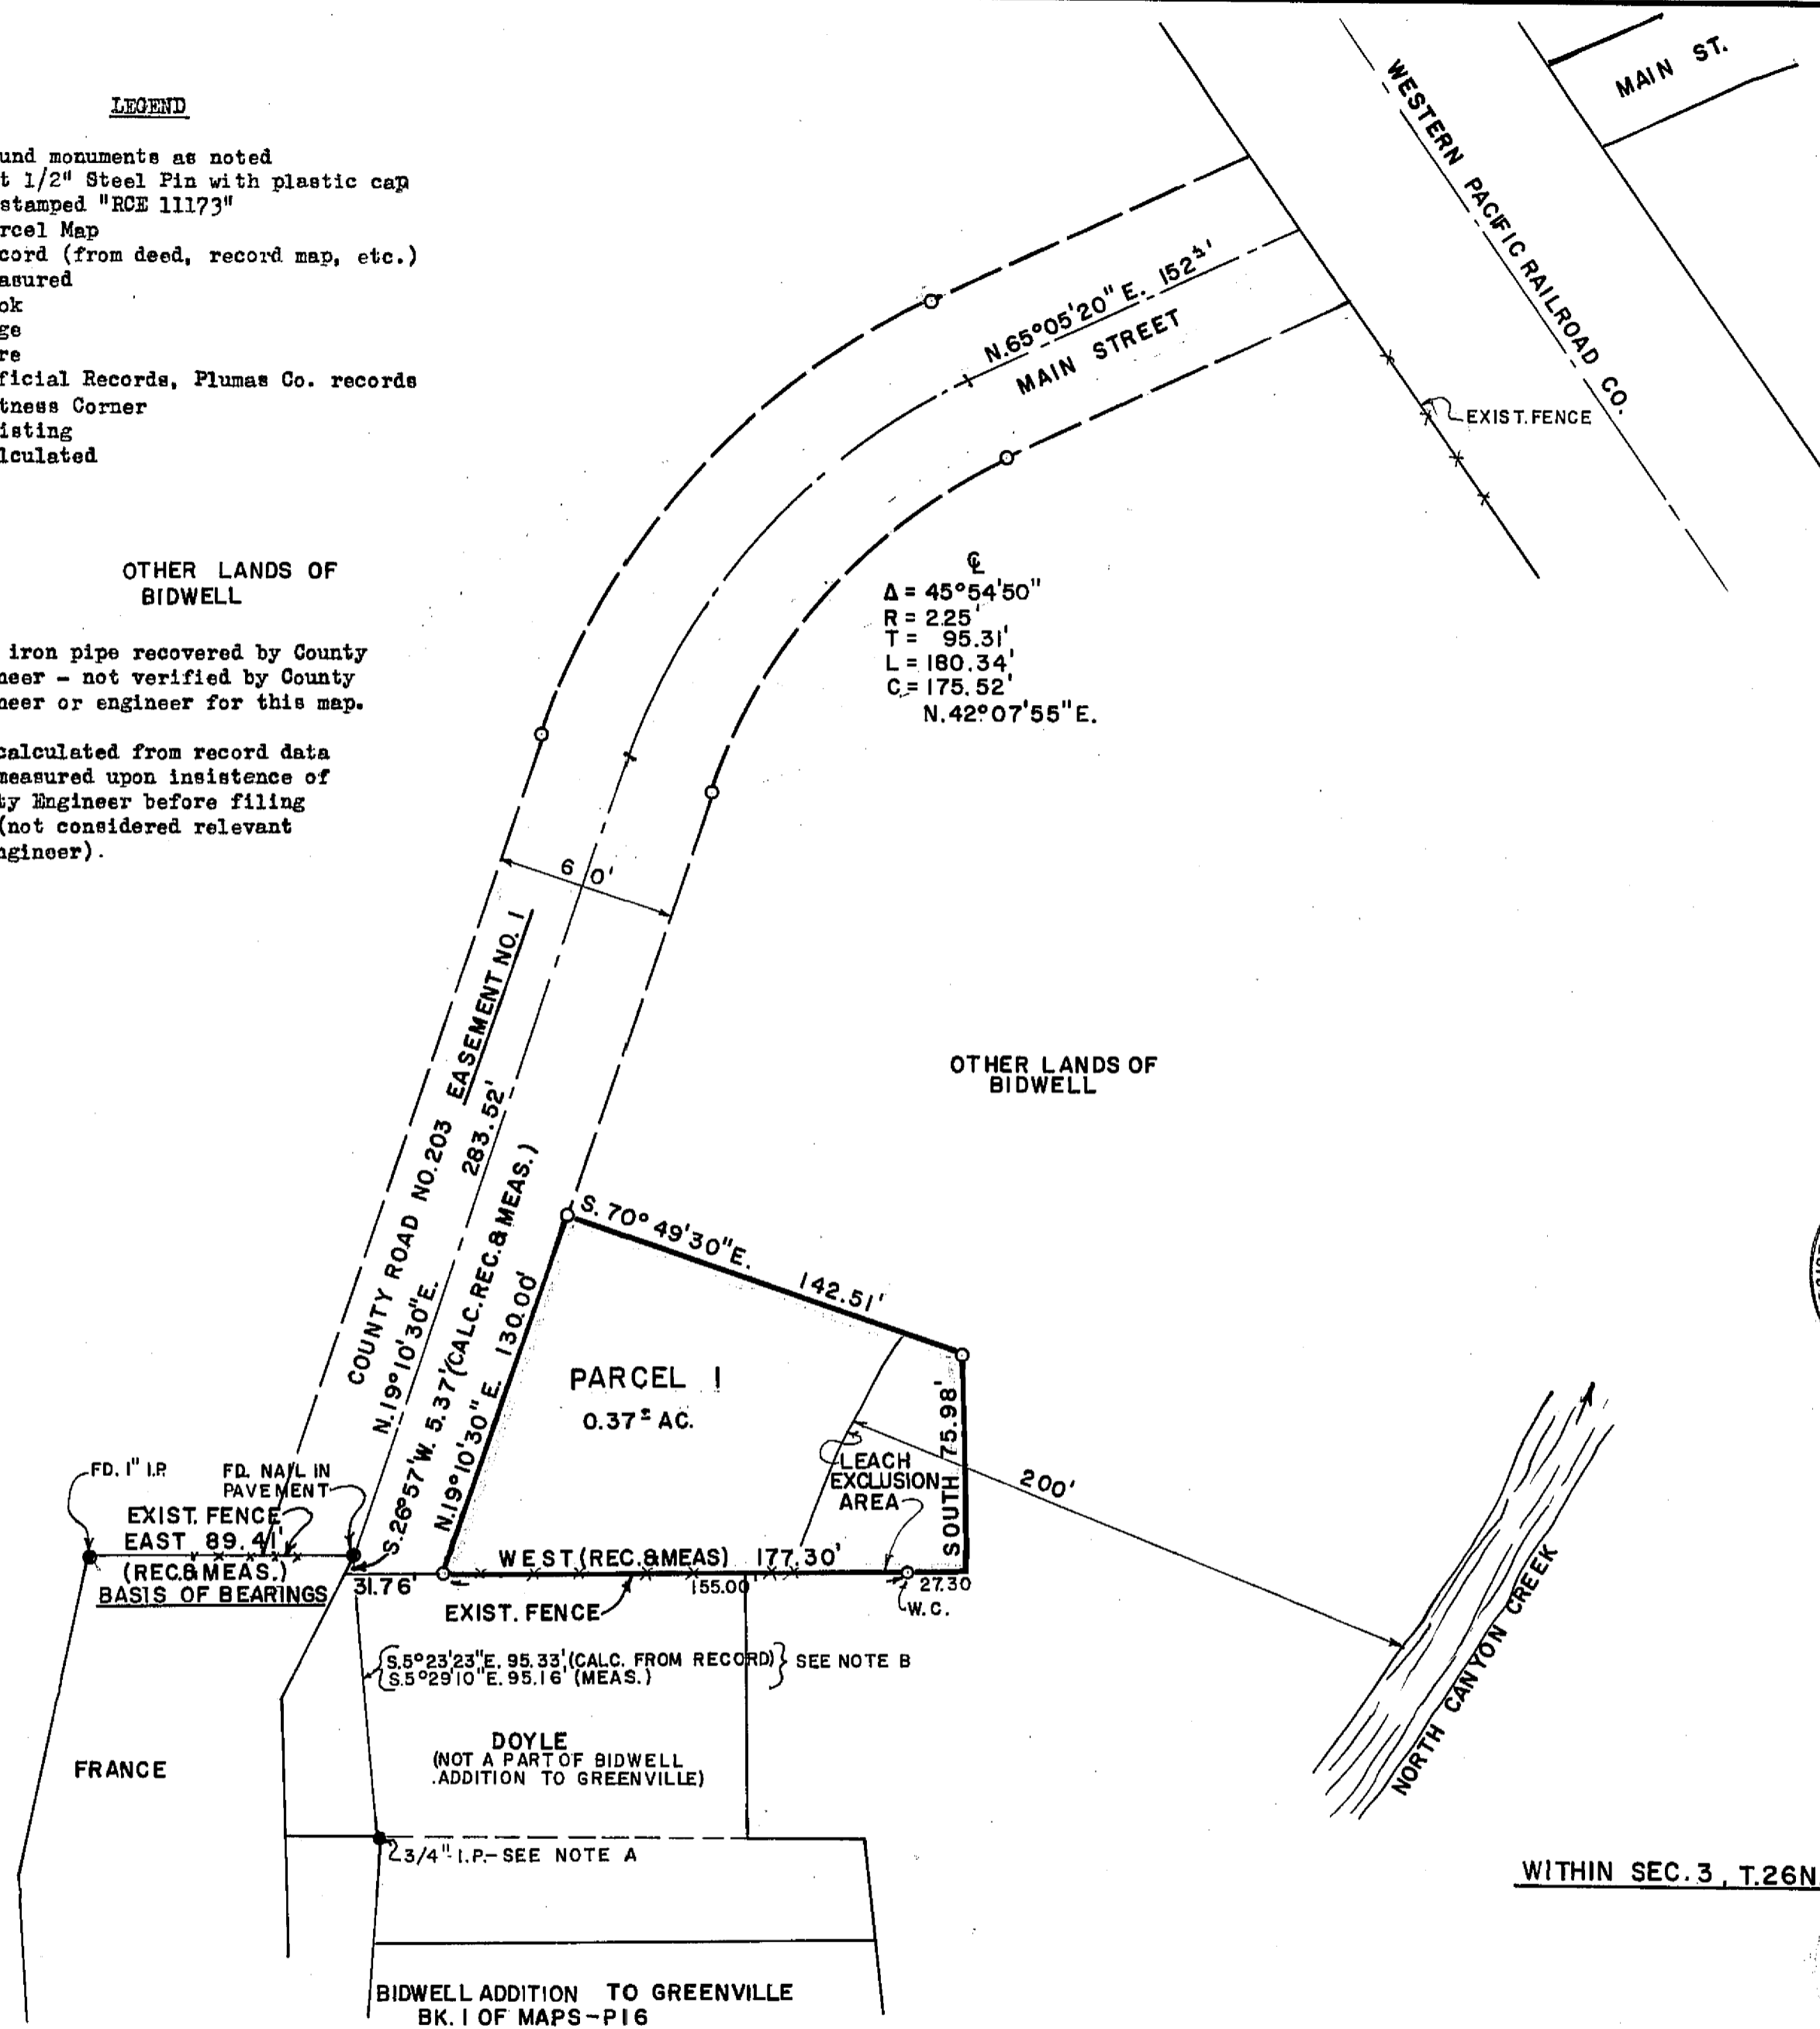 LEGEND
und monuments as noted
t 1/2" Steel Pin with plastic cap
stamped "RCE 11173"
rcel Map
cord (from deed, record map, etc.)
asured
ok
ge
re
ficial Records, Plumas Co. records
tness Corner
isting
lculated
OTHER LANDS OF
BIDWELL
iron pipe recovered by County
neer - not verified by County
neer or engineer for this map.
calculated from record data
measured upon insistence of
ty Engineer before filing
(not considered relevant
ngineer).
MAIN ST.
WESTERN PACIFIC RAILROAD CO.
N.65°05'20"E. 152±'
MAIN STREET
EXIST. FENCE
℄
Δ = 45°54'50"
R = 2.25'
T = 95.31'
L = 180.34'
C = 175.52'
N.42°07'55"E.
60'
COUNTY ROAD NO.203 EASEMENT NO. 1
N.19°10'30"E. 283.52'
S.26°57'W. 5.37'(CALC.REC.&MEAS.)
N.19°10'30"E. 130.00'
OTHER LANDS OF
BIDWELL
S.70°49'30"E. 142.51'
PARCEL 1
0.37± AC.
LEACH
EXCLUSION
AREA
SOUTH 75.98'
200'
NORTH CANYON CREEK
FD. 1" I.P.
FD. NAIL IN
PAVEMENT
EXIST. FENCE
EAST 89.41'
(REC.&MEAS.)
BASIS OF BEARINGS
31.76'
WEST (REC.&MEAS) 177.30'
155.00'
27.30
W.C.
EXIST. FENCE
S.5°23'23"E. 95.33'(CALC. FROM RECORD)
S.5°29'10"E. 95.16' (MEAS.)
SEE NOTE B
DOYLE
(NOT A PART OF BIDWELL
ADDITION TO GREENVILLE)
FRANCE
3/4" I.P.-SEE NOTE A
WITHIN SEC.3, T.26N
BIDWELL ADDITION TO GREENVILLE
BK. 1 OF MAPS-P16